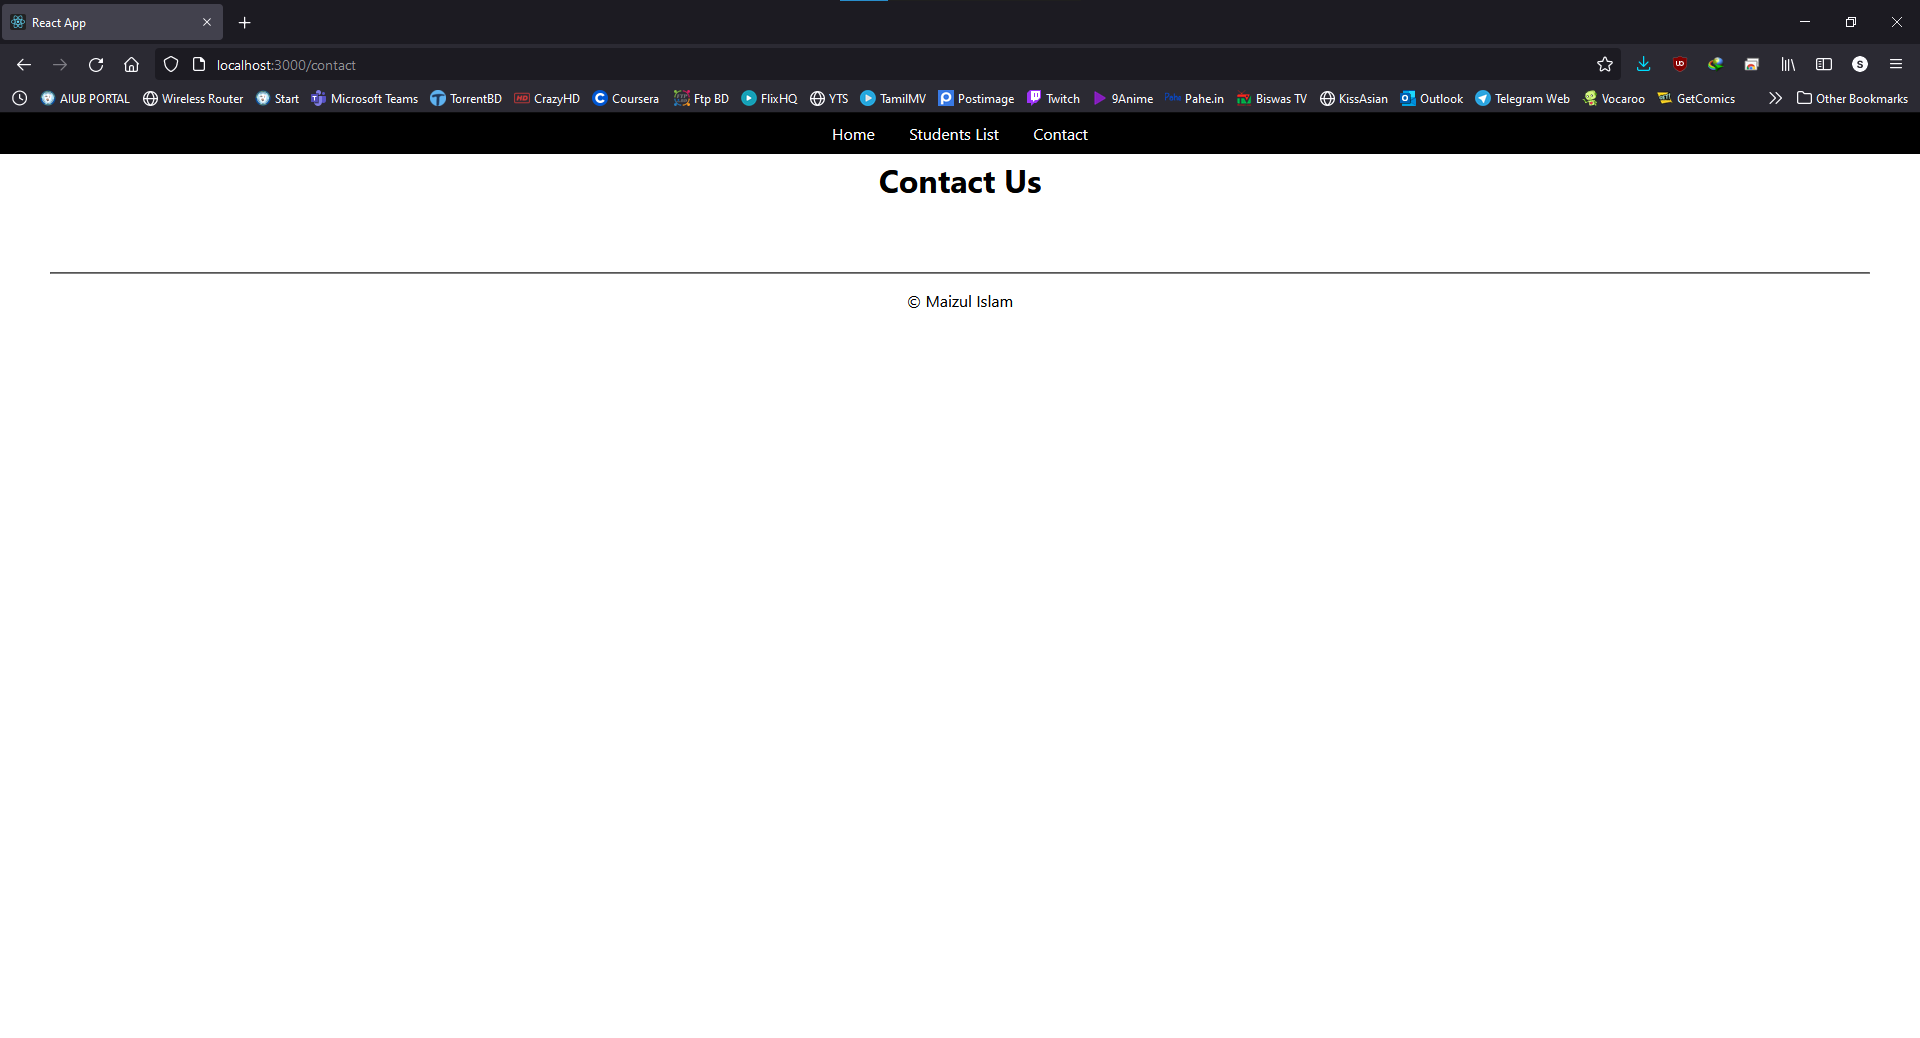 React App
localhost:3000/contact
AIUB PORTAL Wireless Router Start Microsoft Teams TorrentBD CrazyHD Coursera Ftp BD FlixHQ YTS TamilMV Postimage Twitch 9Anime Pahe.in Biswas TV KissAsian Outlook Telegram Web Vocaroo GetComics Other Bookmarks
Home Students List Contact
Contact Us
© Maizul Islam